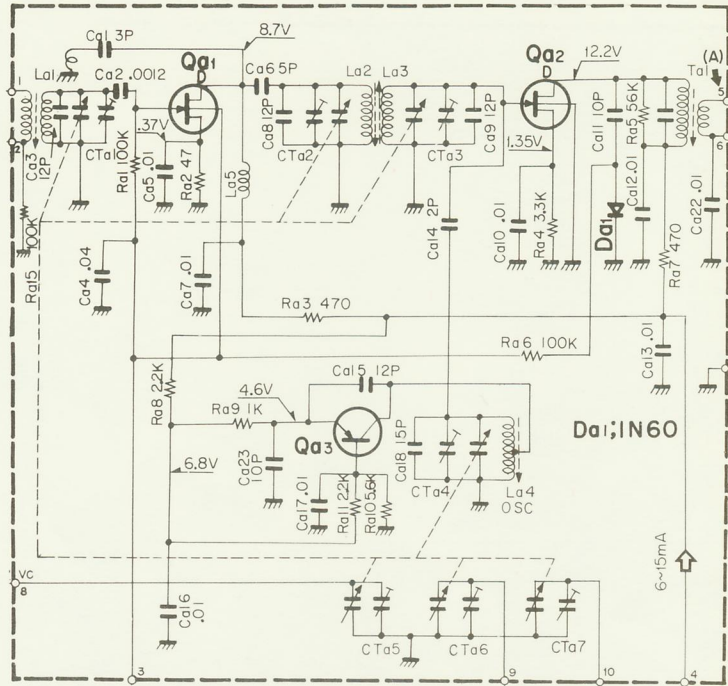 Ca1 3P
8.7V
Qa1
D
Qa2
D
12.2V
(A)
Ta1
1
La1
Ca2 .0012
Ca6 5P
La2
La3
5
Ca3
12P
CTa1
Ra1 100K
.37V
Ca5 .01
Ra2 47
La5
Ca8 12P
CTa2
CTa3
Ca9 12P
1.35V
Ca11 10P
Ra5 56K
6
2
Ra15
100K
Ca4 .04
Ca7 .01
Ca14 2P
Ca10 .01
Ra4 3.3K
Da1
Ca12 .01
Ra7 470
Ca22 .01
Ra3 470
Ra6 100K
Ca13 .01
Ra8 2.2K
Ca15 12P
4.6V
Ra9 1K
Qa3
Da1;1N60
Ca23
10P
6.8V
Ca17 .01
Ra11 22K
Ra10 5.6K
Ca18 15P
CTa4
La4
OSC
6~15mA
VC
8
Ca16
.01
CTa5
CTa6
CTa7
3
9
10
4